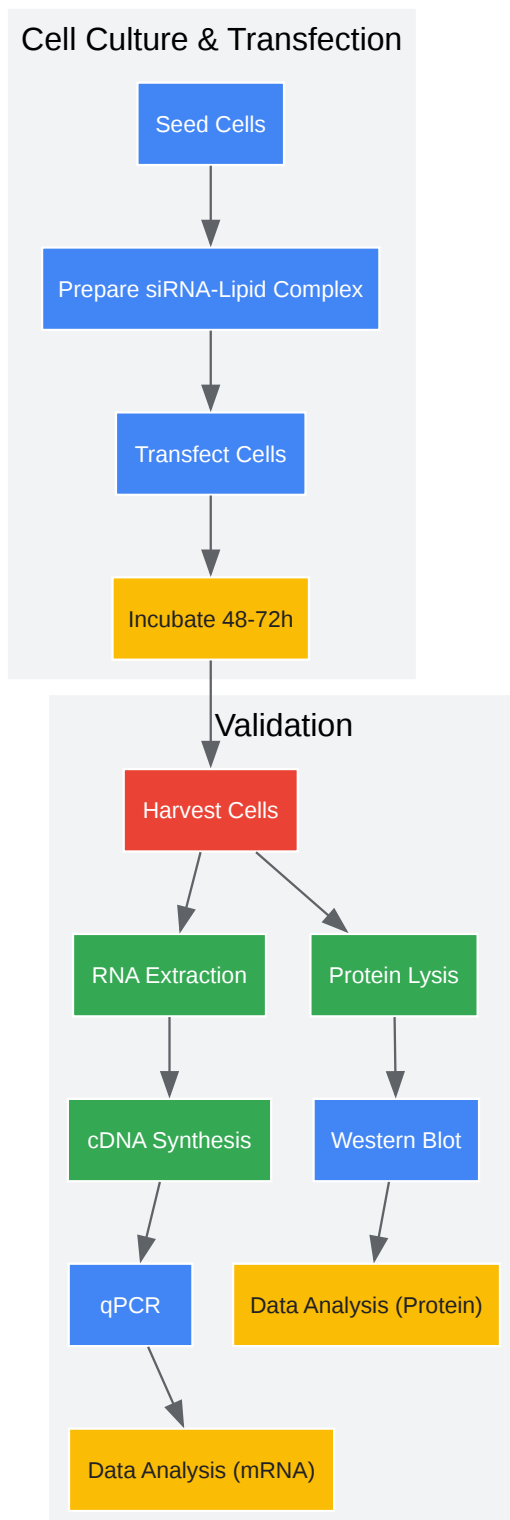 Cell Culture & Transfection
Seed Cells
Prepare siRNA-Lipid Complex
Transfect Cells
Incubate 48-72h
Validation
Harvest Cells
RNA Extraction
Protein Lysis
cDNA Synthesis
Western Blot
qPCR
Data Analysis (Protein)
Data Analysis (mRNA)